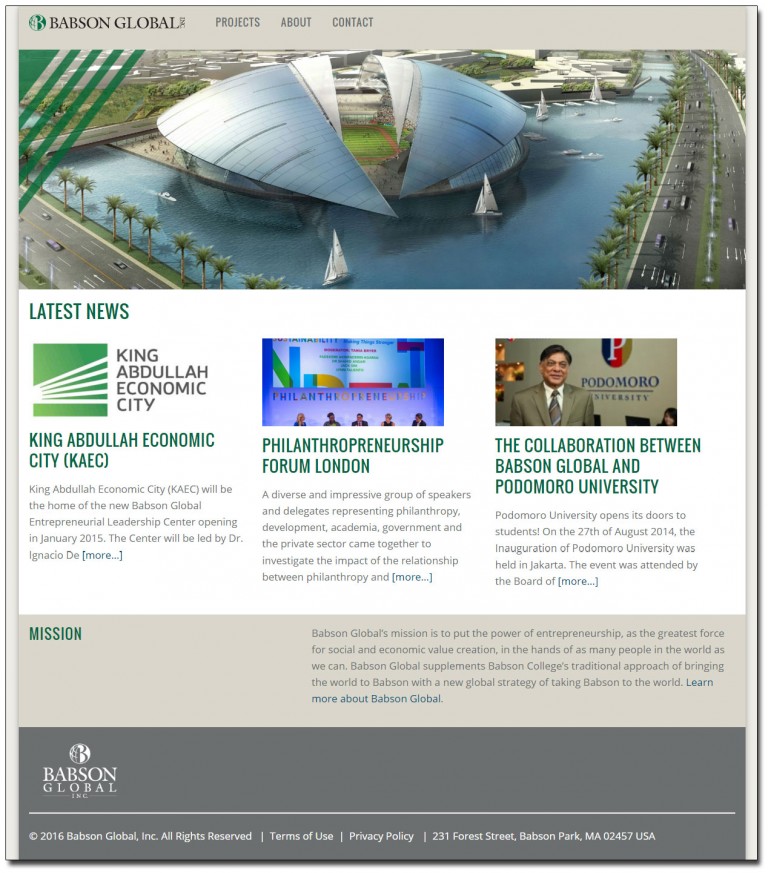 BABSON GLOBAL INC.
PROJECTS ABOUT CONTACT
LATEST NEWS
KING
ABDULLAH
ECONOMIC
CITY
KING ABDULLAH ECONOMIC
CITY (KAEC)
King Abdullah Economic City (KAEC) will be
the home of the new Babson Global
Entrepreneurial Leadership Center opening
in January 2015. The Center will be led by Dr.
Ignacio De [more...]
PHILANTHROPRENEURSHIP
PHILANTHROPRENEURSHIP
FORUM LONDON
A diverse and impressive group of speakers
and delegates representing philanthropy,
development, academia, government and
the private sector came together to
investigate the impact of the relationship
between philanthropy and [more...]
P
PODOMORO
UNIVERSITY
THE COLLABORATION BETWEEN
BABSON GLOBAL AND
PODOMORO UNIVERSITY
Podomoro University opens its doors to
students! On the 27th of August 2014, the
Inauguration of Podomoro University was
held in Jakarta. The event was attended by
the Board of [more...]
MISSION
Babson Global's mission is to put the power of entrepreneurship, as the greatest force
for social and economic value creation, in the hands of as many people in the world as
we can. Babson Global supplements Babson College's traditional approach of bringing
the world to Babson with a new global strategy of taking Babson to the world. Learn
more about Babson Global.
BABSON
GLOBAL
INC.
© 2016 Babson Global, Inc. All Rights Reserved | Terms of Use | Privacy Policy | 231 Forest Street, Babson Park, MA 02457 USA